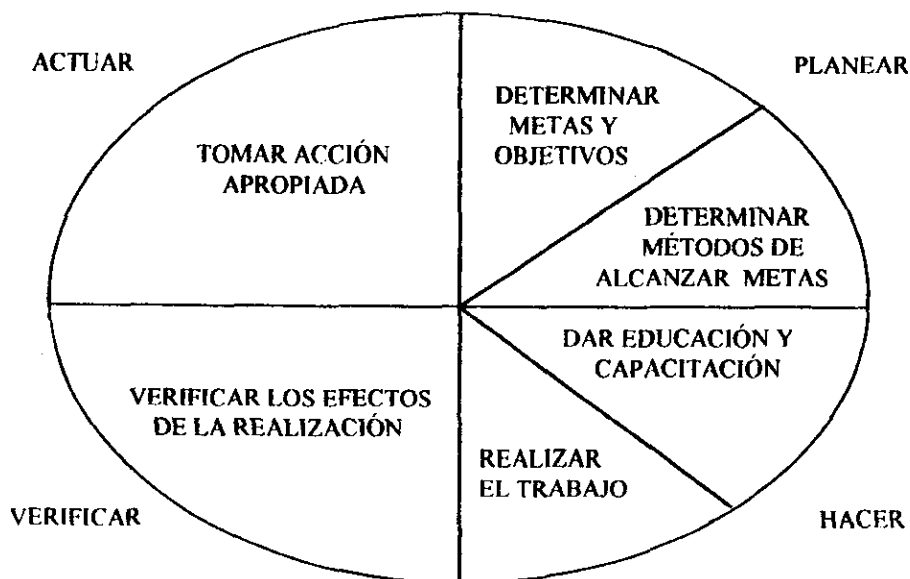 ACTUAR
PLANEAR
DETERMINAR
METAS Y
OBJETIVOS
TOMAR ACCIÓN
APROPIADA
DETERMINAR
MÉTODOS DE
ALCANZAR METAS
DAR EDUCACIÓN Y
CAPACITACIÓN
VERIFICAR LOS EFECTOS
DE LA REALIZACIÓN
REALIZAR
EL TRABAJO
VERIFICAR
HACER